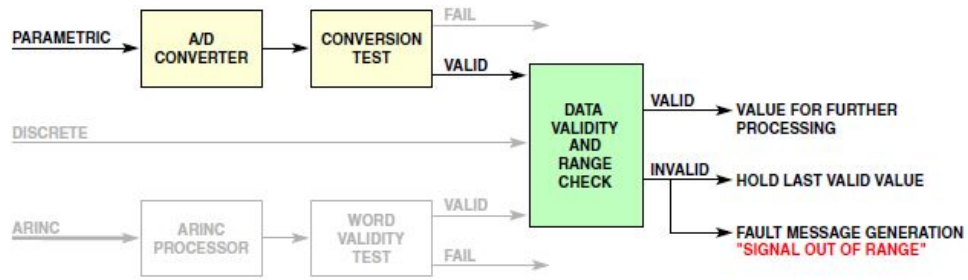 FAIL
PARAMETRIC
A/D
CONVERTER
CONVERSION
TEST
VALID
DISCRETE
DATA
VALIDITY
AND
RANGE
CHECK
VALID
VALUE FOR FURTHER
PROCESSING
INVALID
HOLD LAST VALID VALUE
FAULT MESSAGE GENERATION
"SIGNAL OUT OF RANGE"
ARINC
ARINC
PROCESSOR
WORD
VALIDITY
TEST
VALID
FAIL